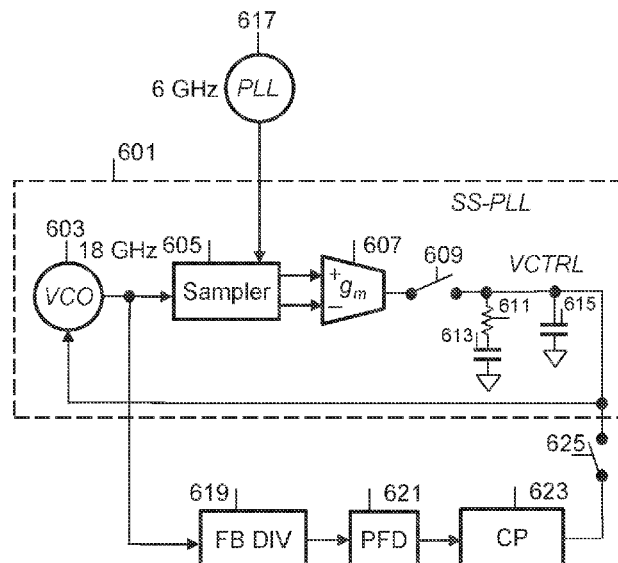 617
6 GHz
PLL
601
SS-PLL
603
18 GHz
605
607
609
VCTRL
VCO
Sampler
+
gm
−
611
615
613
625
619
621
623
FB DIV
PFD
CP